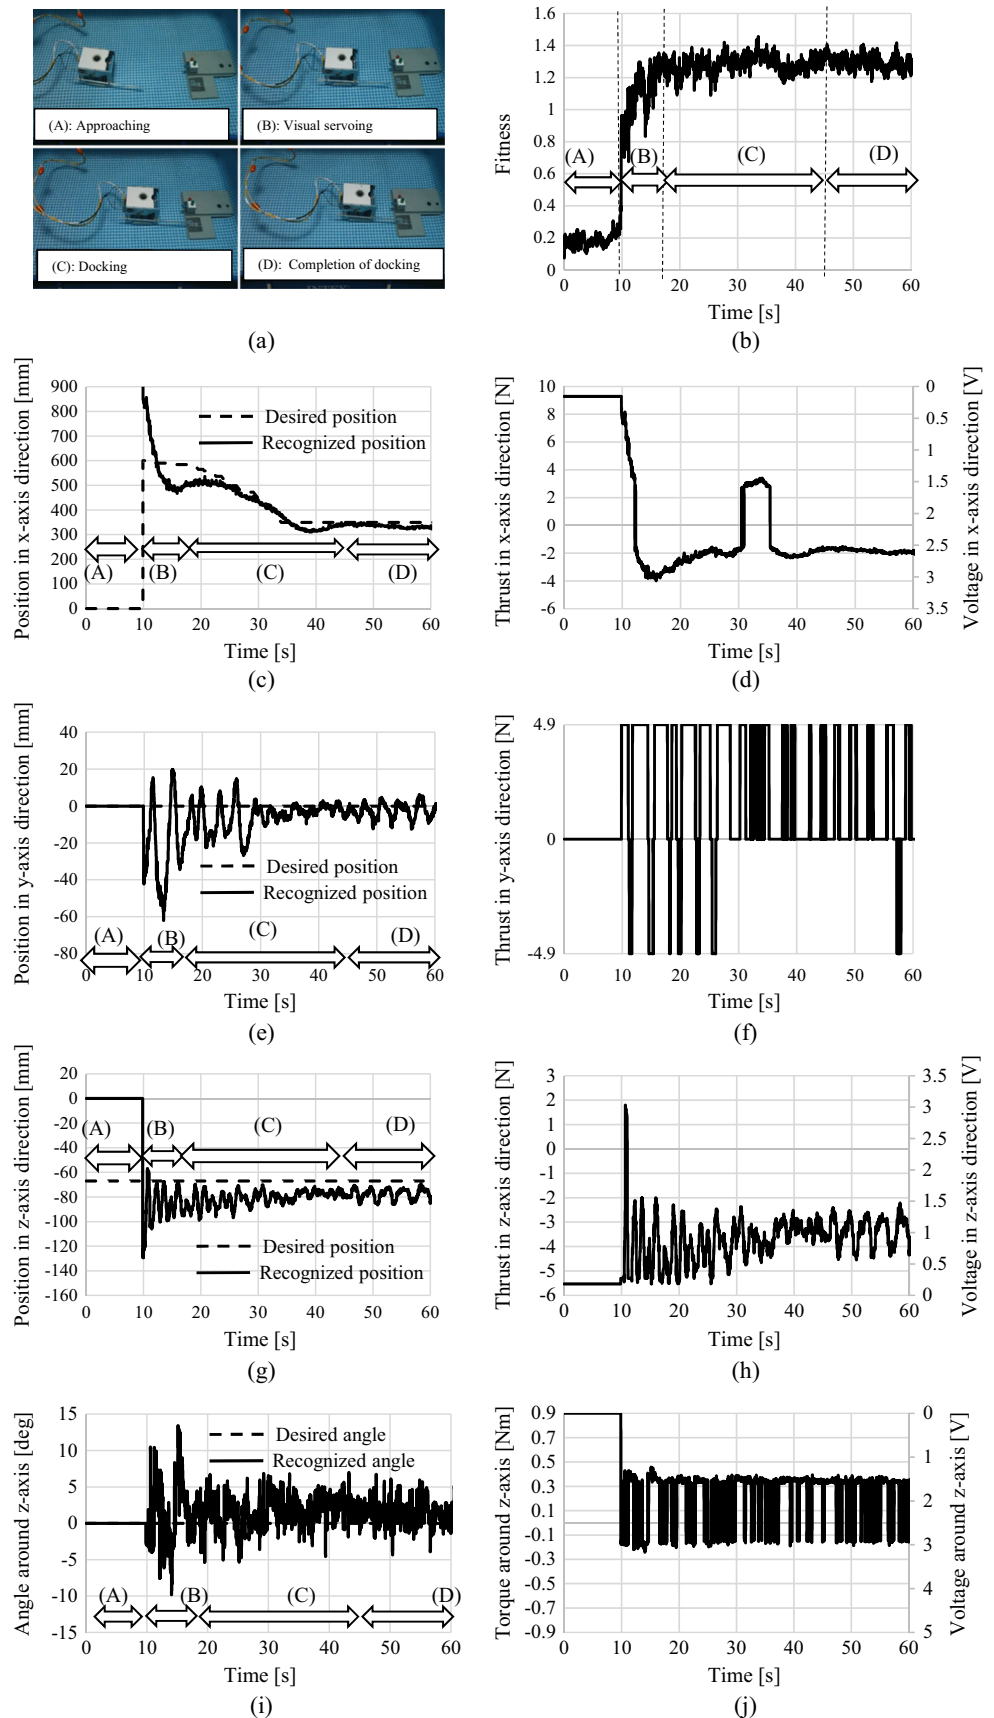 (A): Approaching
(B): Visual servoing
(C): Docking
(D): Completion of docking
INTEX
(a)
Fitness
1.6
1.4
1.2
1
0.8
0.6
0.4
0.2
0
(A)
(B)
(C)
(D)
0 10 20 30 40 50 60
Time [s]
(b)
Position in x-axis direction [mm]
900
800
700
600
500
400
300
200
100
0
Desired position
Recognized position
(A)
(B)
(C)
(D)
0 10 20 30 40 50 60
Time [s]
(c)
Thrust in x-axis direction [N]
10
8
6
4
2
0
-2
-4
-6
0
0.5
1
1.5
2
2.5
3
3.5
Voltage in x-axis direction [V]
0 10 20 30 40 50 60
Time [s]
(d)
Position in y-axis direction [mm]
40
20
0
-20
-40
-60
-80
Desired position
Recognized position
(A)
(B)
(C)
(D)
0 10 20 30 40 50 60
Time [s]
(e)
Thrust in y-axis direction [N]
4.9
0
-4.9
0 10 20 30 40 50 60
Time [s]
(f)
Position in z-axis direction [mm]
20
0
-20
-40
-60
-80
-100
-120
-140
-160
(A)
(B)
(C)
(D)
Desired position
Recognized position
0 10 20 30 40 50 60
Time [s]
(g)
Thrust in z-axis direction [N]
3
2
1
0
-1
-2
-3
-4
-5
-6
3.5
3
2.5
2
1.5
1
0.5
0
Voltage in z-axis direction [V]
0 10 20 30 40 50 60
Time [s]
(h)
Angle around z-axis [deg]
15
10
5
0
-5
-10
-15
Desired angle
Recognized angle
(A)
(B)
(C)
(D)
0 10 20 30 40 50 60
Time [s]
(i)
Torque around z-axis [Nm]
0.9
0.7
0.5
0.3
0.1
-0.1
-0.3
-0.5
-0.7
-0.9
0
1
2
3
4
5
Voltage around z-axis [V]
0 10 20 30 40 50 60
Time [s]
(j)